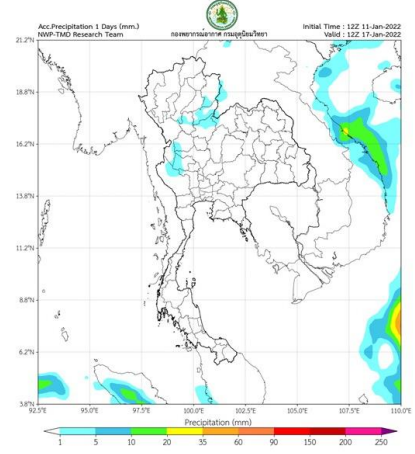 Acc.Precipitation 1 Days (mm.)
NWP-TMD Research Team
กองพยากรณ์อากาศ กรมอุตุนิยมวิทยา
Initial Time : 12Z 11-Jan-2022
Valid : 12Z 17-Jan-2022
21.2°N
18.8°N
16.2°N
13.8°N
11.2°N
8.8°N
6.2°N
3.8°N
92.5°E 95.0°E 97.5°E 100.0°E 102.5°E 105.0°E 107.5°E 110.0°E
Precipitation (mm)
1 5 10 20 35 60 90 150 200 250